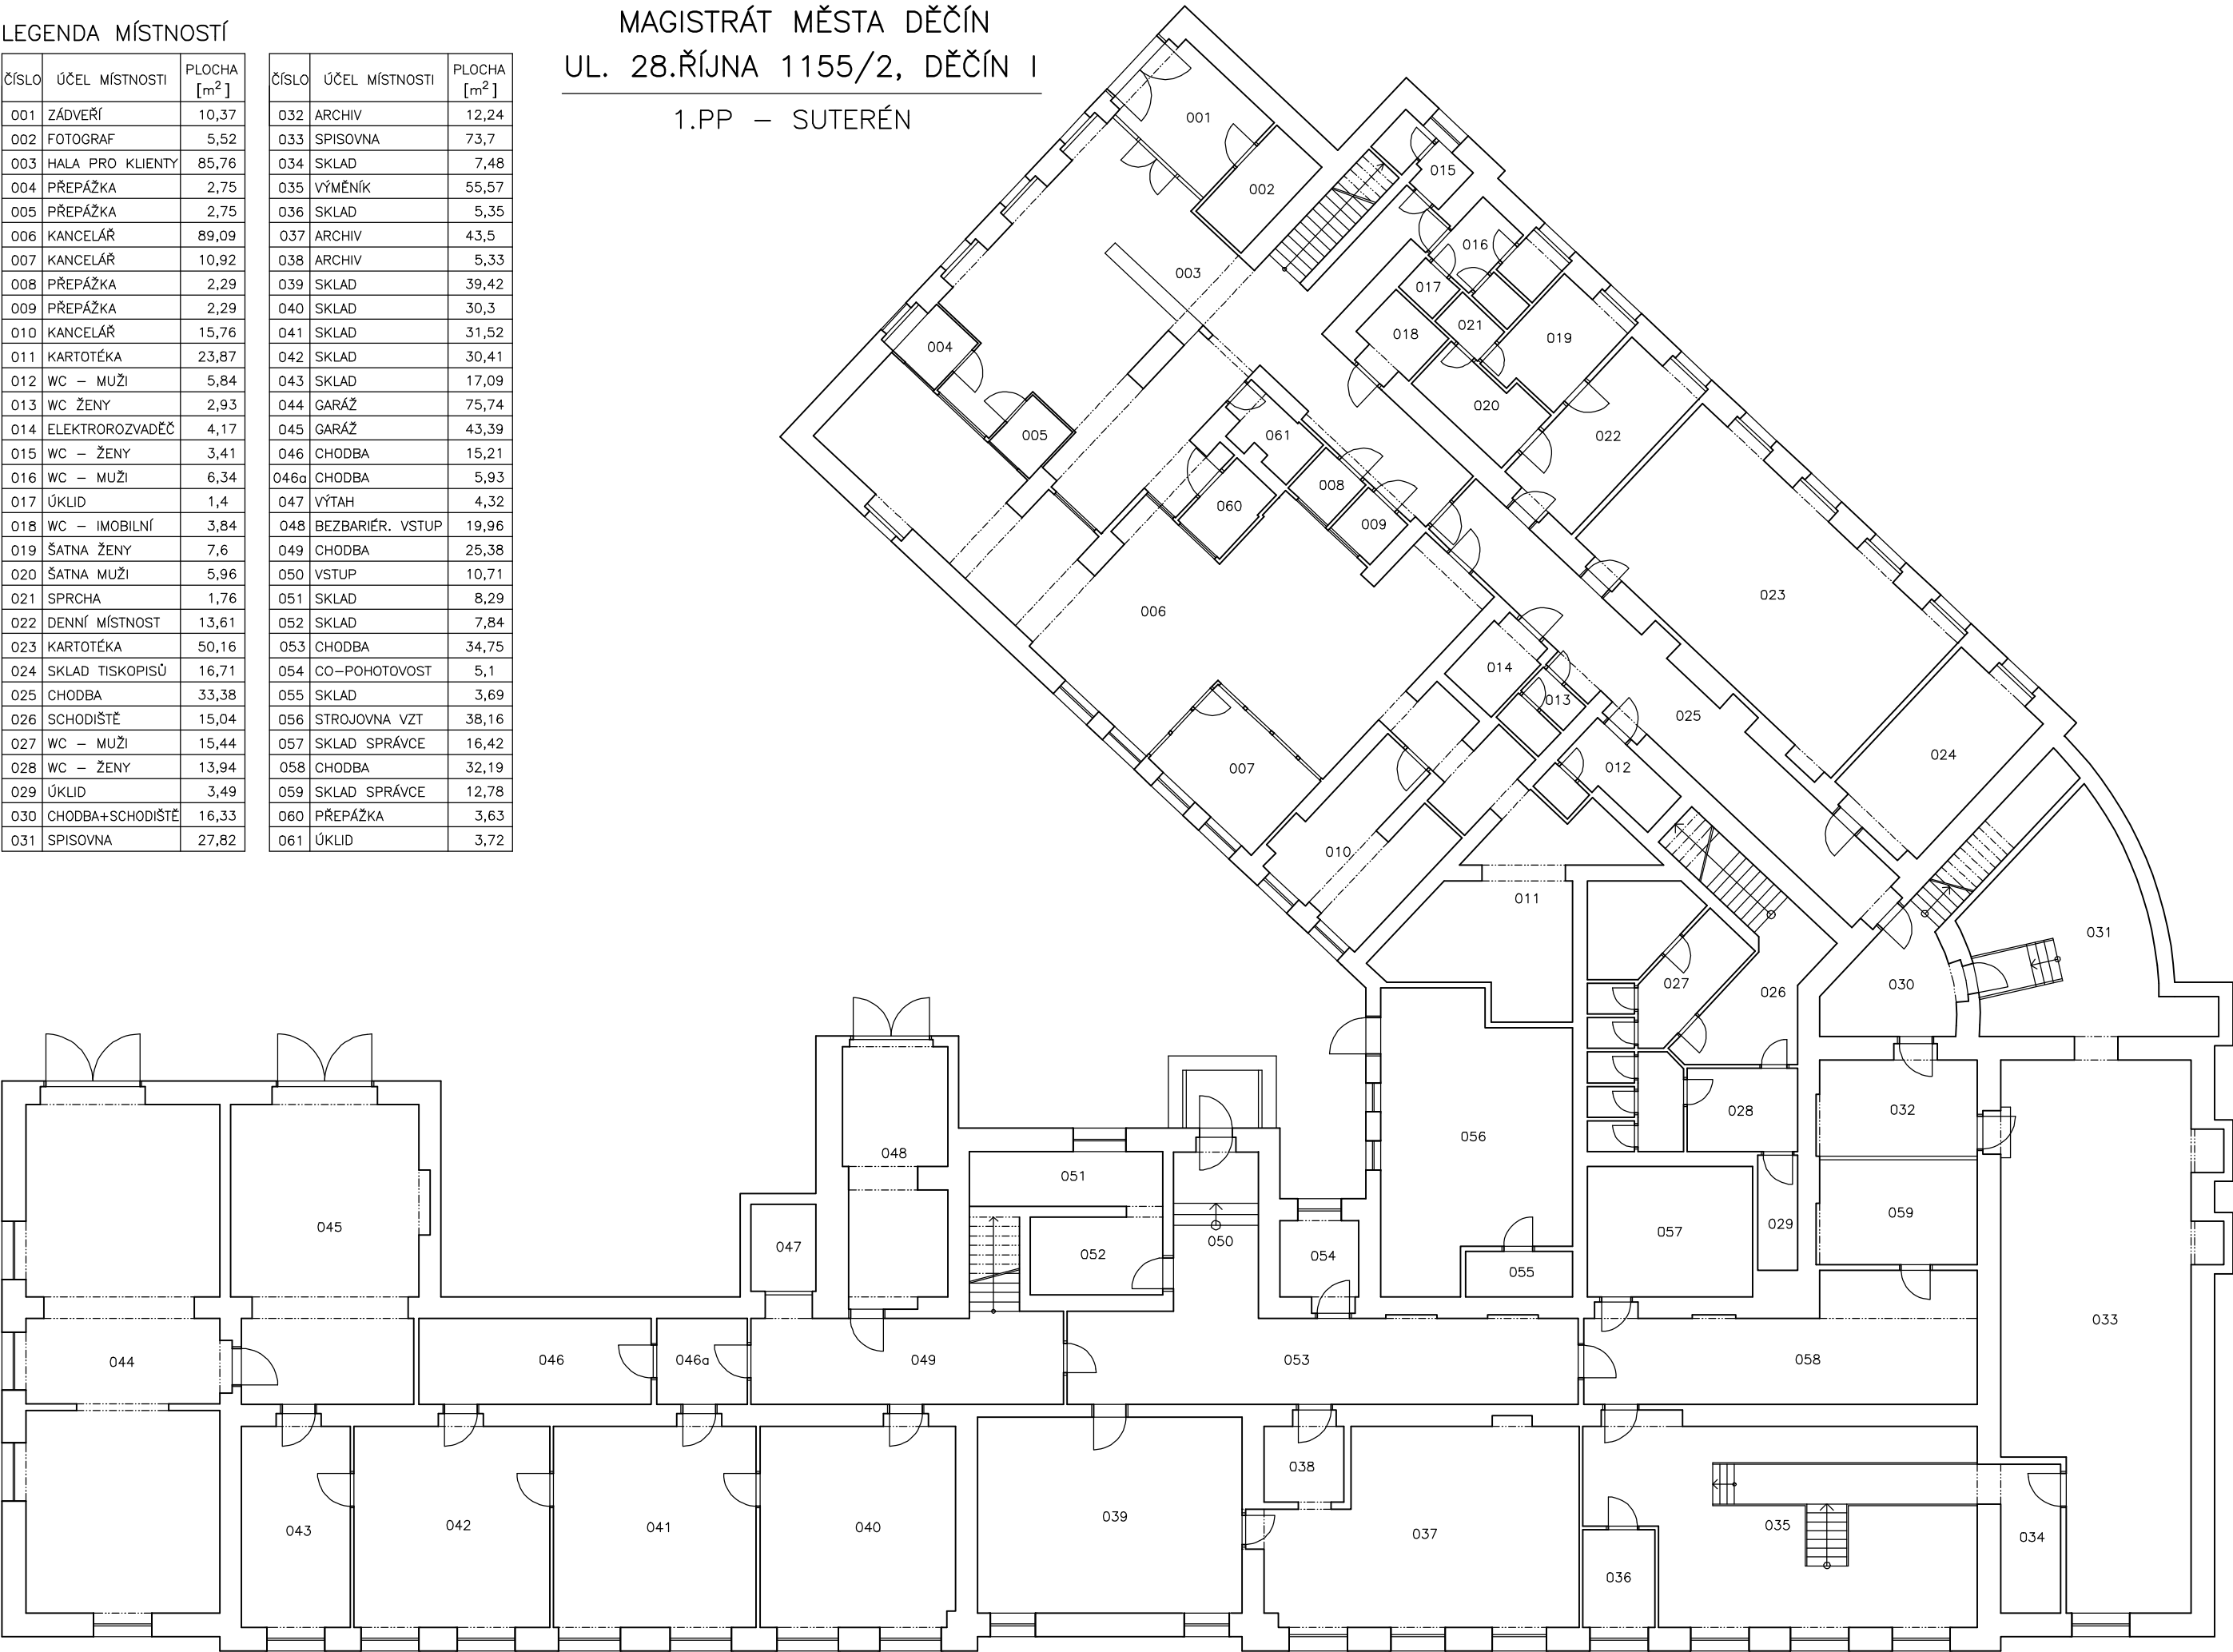 MAGISTRÁT MĚSTA DĚČÍN
UL. 28.ŘÍJNA 1155/2, DĚČÍN I
1.PP – SUTERÉN
LEGENDA MÍSTNOSTÍ
ČÍSLO ÚČEL MÍSTNOSTI PLOCHA [m²]
001 ZÁDVEŘÍ 10,37
002 FOTOGRAF 5,52
003 HALA PRO KLIENTY 85,76
004 PŘEPÁŽKA 2,75
005 PŘEPÁŽKA 2,75
006 KANCELÁŘ 89,09
007 KANCELÁŘ 10,92
008 PŘEPÁŽKA 2,29
009 PŘEPÁŽKA 2,29
010 KANCELÁŘ 15,76
011 KARTOTÉKA 23,87
012 WC – MUŽI 5,84
013 WC ŽENY 2,93
014 ELEKTROROZVADĚČ 4,17
015 WC – ŽENY 3,41
016 WC – MUŽI 6,34
017 ÚKLID 1,4
018 WC – IMOBILNÍ 3,84
019 ŠATNA ŽENY 7,6
020 ŠATNA MUŽI 5,96
021 SPRCHA 1,76
022 DENNÍ MÍSTNOST 13,61
023 KARTOTÉKA 50,16
024 SKLAD TISKOPISŮ 16,71
025 CHODBA 33,38
026 SCHODIŠTĚ 15,04
027 WC – MUŽI 15,44
028 WC – ŽENY 13,94
029 ÚKLID 3,49
030 CHODBA+SCHODIŠTĚ 16,33
031 SPISOVNA 27,82
ČÍSLO ÚČEL MÍSTNOSTI PLOCHA [m²]
032 ARCHIV 12,24
033 SPISOVNA 73,7
034 SKLAD 7,48
035 VÝMĚNÍK 55,57
036 SKLAD 5,35
037 ARCHIV 43,5
038 ARCHIV 5,33
039 SKLAD 39,42
040 SKLAD 30,3
041 SKLAD 31,52
042 SKLAD 30,41
043 SKLAD 17,09
044 GARÁŽ 75,74
045 GARÁŽ 43,39
046 CHODBA 15,21
046a CHODBA 5,93
047 VÝTAH 4,32
048 BEZBARIÉR. VSTUP 19,96
049 CHODBA 25,38
050 VSTUP 10,71
051 SKLAD 8,29
052 SKLAD 7,84
053 CHODBA 34,75
054 CO–POHOTOVOST 5,1
055 SKLAD 3,69
056 STROJOVNA VZT 38,16
057 SKLAD SPRÁVCE 16,42
058 CHODBA 32,19
059 SKLAD SPRÁVCE 12,78
060 PŘEPÁŽKA 3,63
061 ÚKLID 3,72
001
002
015
016
003
017
018
021
019
004
020
005
061
022
008
060
009
023
006
014
013
025
007
012
024
010
011
031
027
026
030
032
028
056
048
051
045
047
052
050
054
055
057
029
059
033
044
046
046a
049
053
058
043
042
041
040
039
038
037
036
035
034